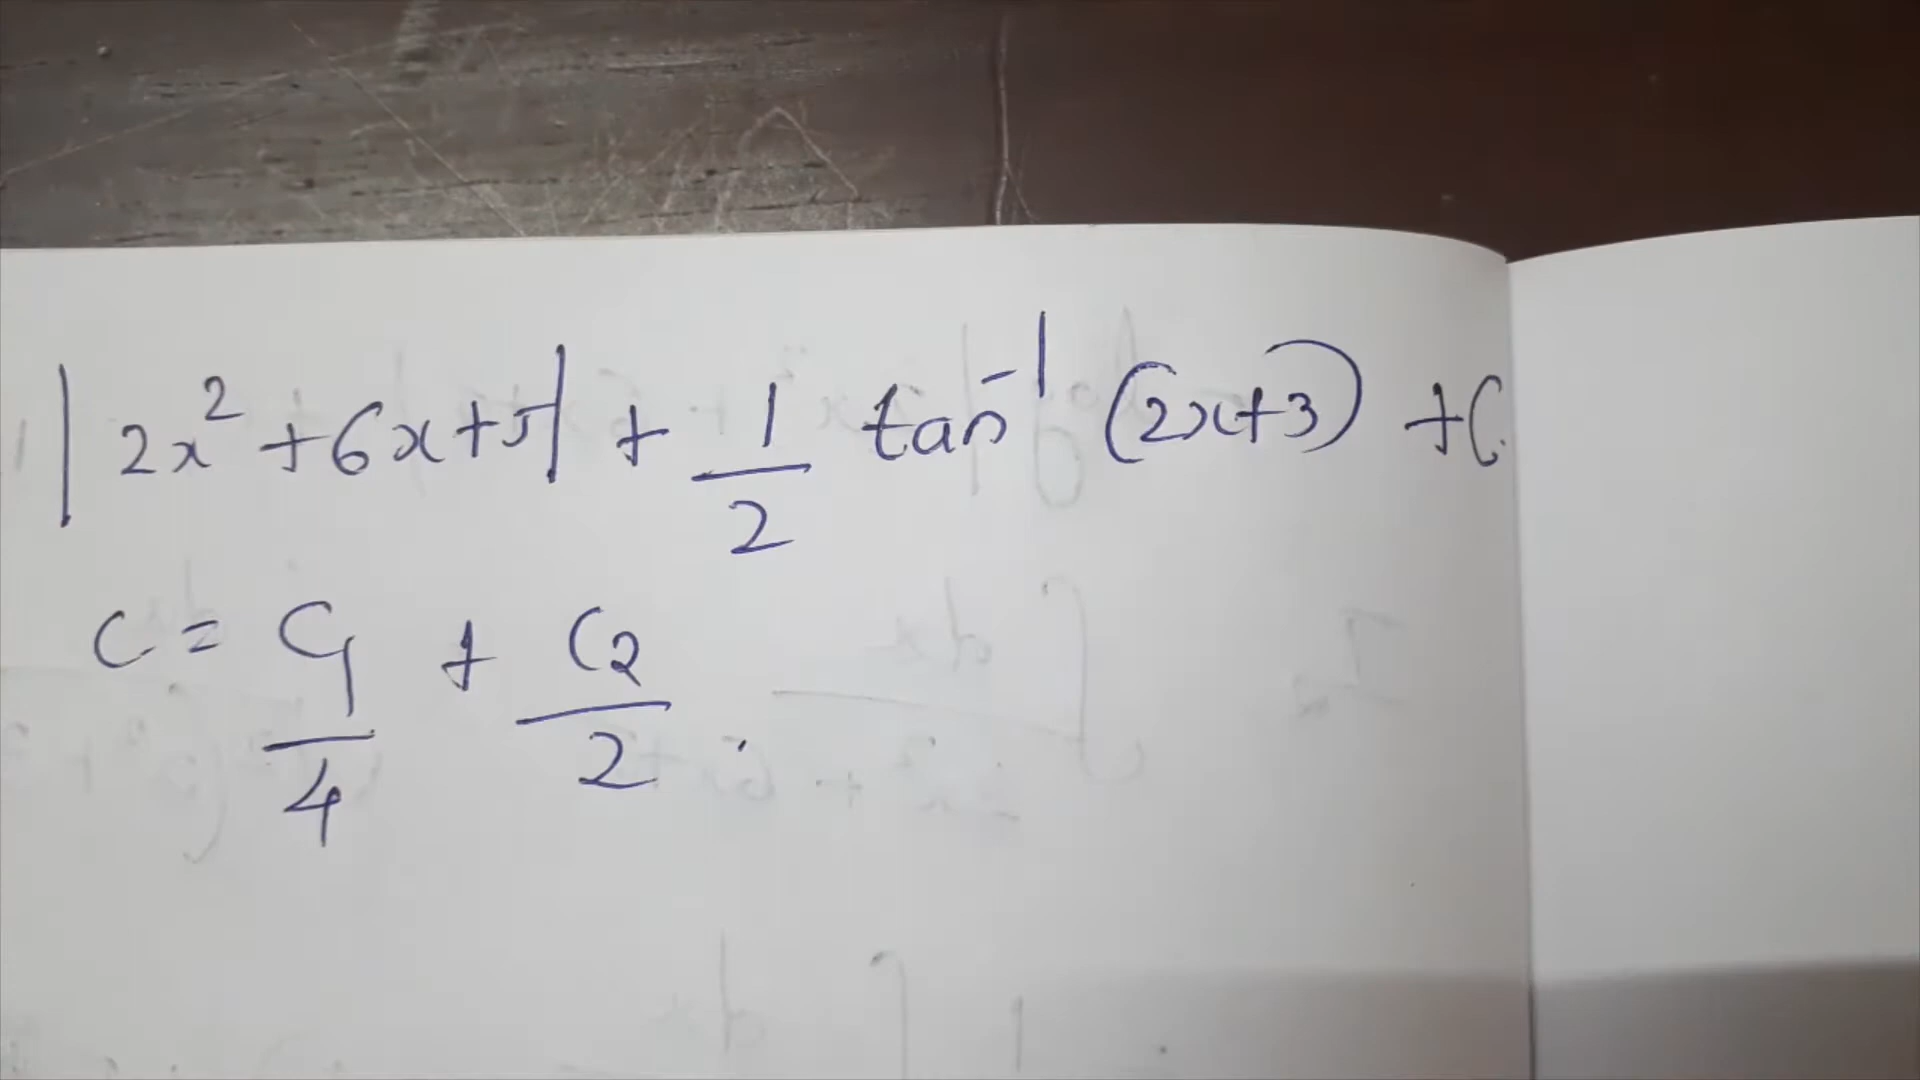 |2x² + 6x + 5| + 1/2 tan⁻¹ (2x+3) + C.
C = C₁/4 + C₂/2.